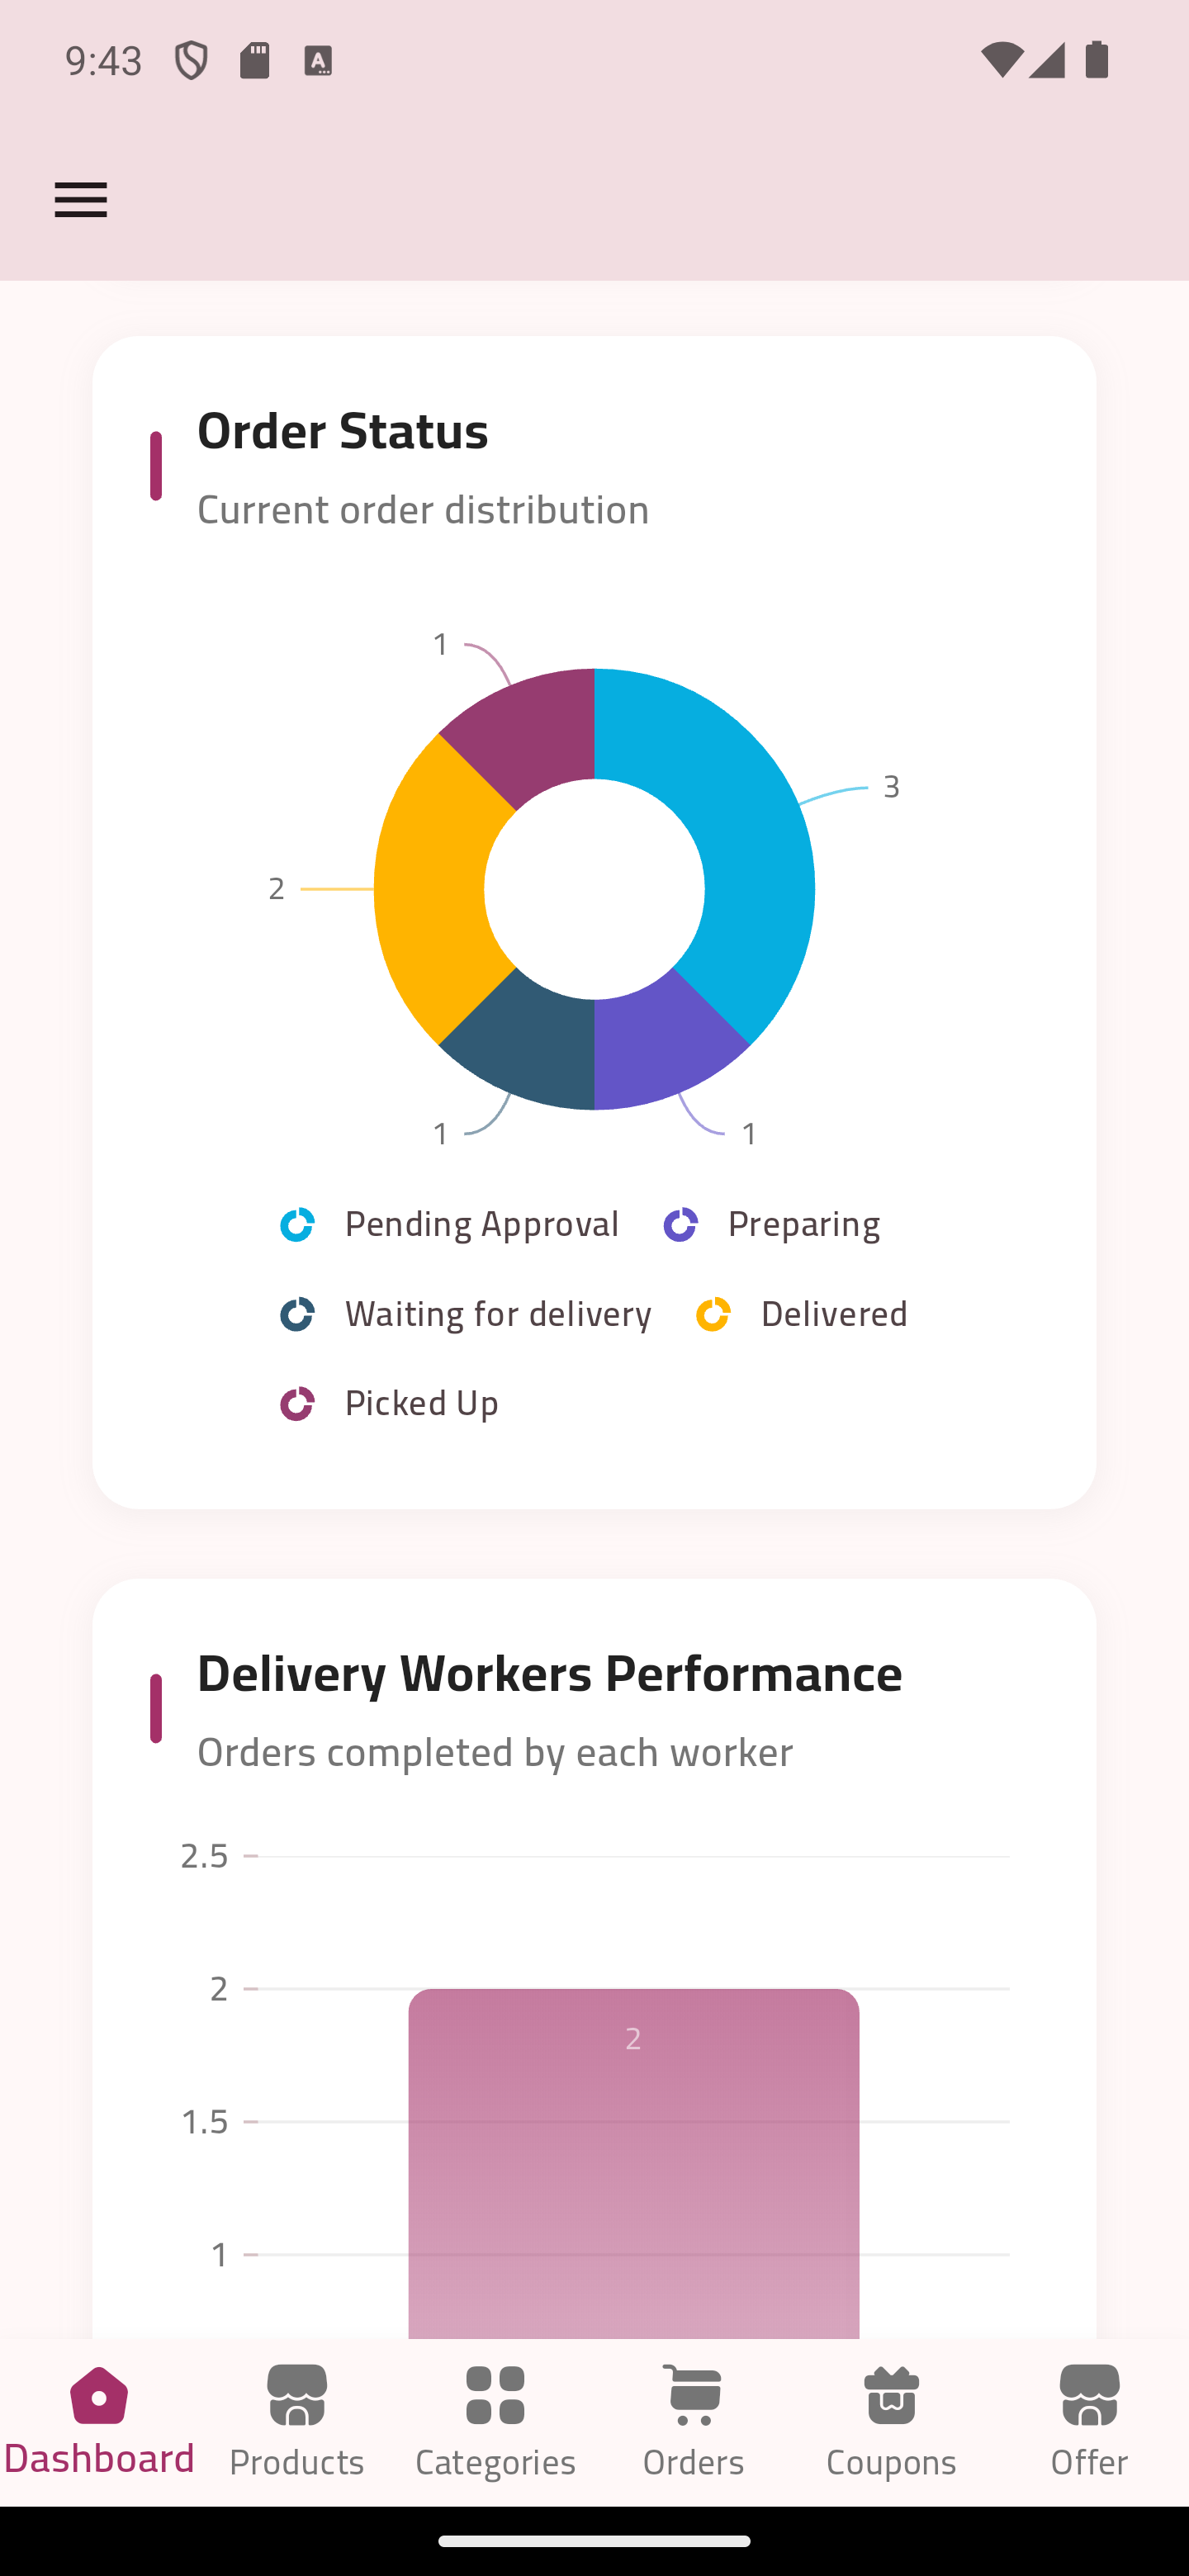 9:43
Order Status
Current order distribution
1
3
2
1
1
Pending Approval
Preparing
Waiting for delivery
Delivered
Picked Up
Delivery Workers Performance
Orders completed by each worker
2.5
2
2
1.5
1
Dashboard
Products
Categories
Orders
Coupons
Offer